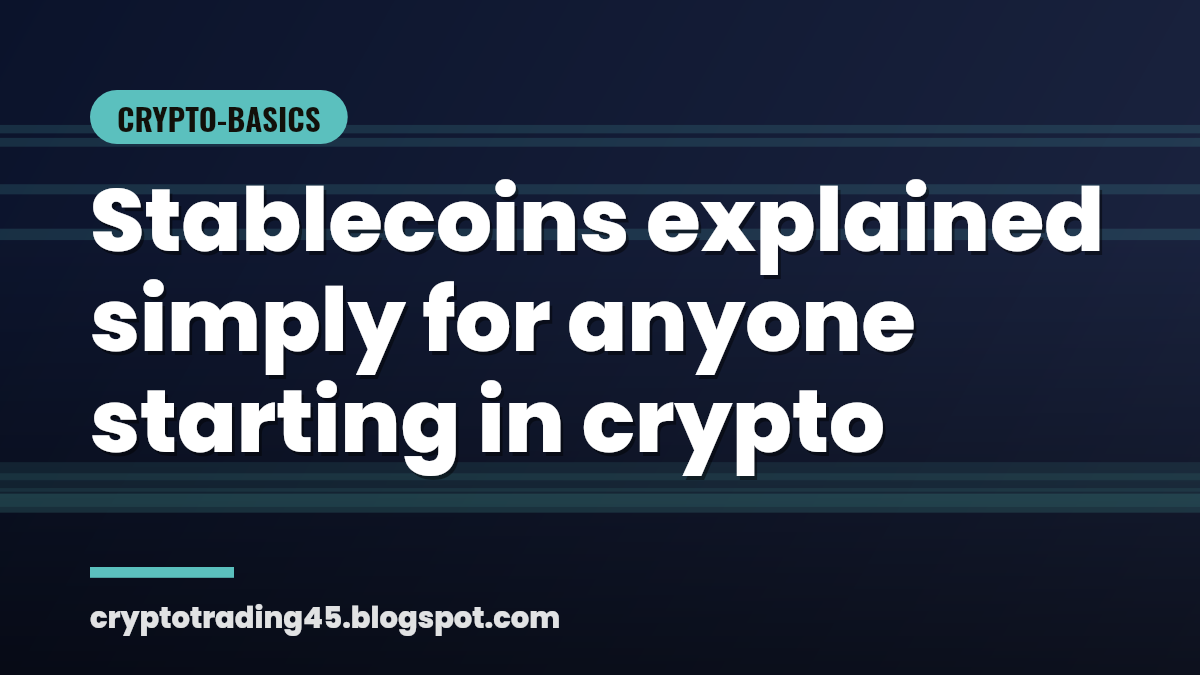 CRYPTO-BASICS
Stablecoins explained
simply for anyone
starting in crypto
cryptotrading45.blogspot.com